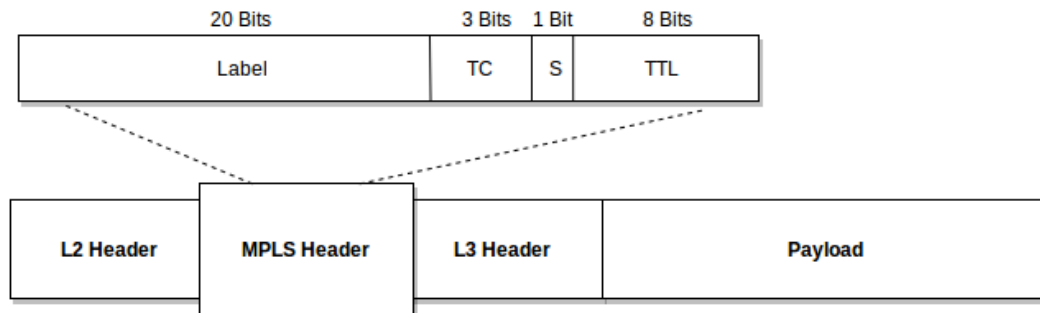 20 Bits 3 Bits 1 Bit 8 Bits
Label TC S TTL
L2 Header MPLS Header L3 Header Payload